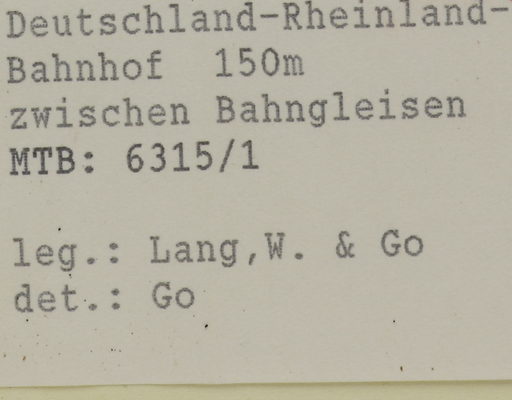 Deutschland-Rheinland-
Bahnhof 150m
zwischen Bahngleisen
MTB: 6315/1
leg.: Lang,W. & Go
det.: Go